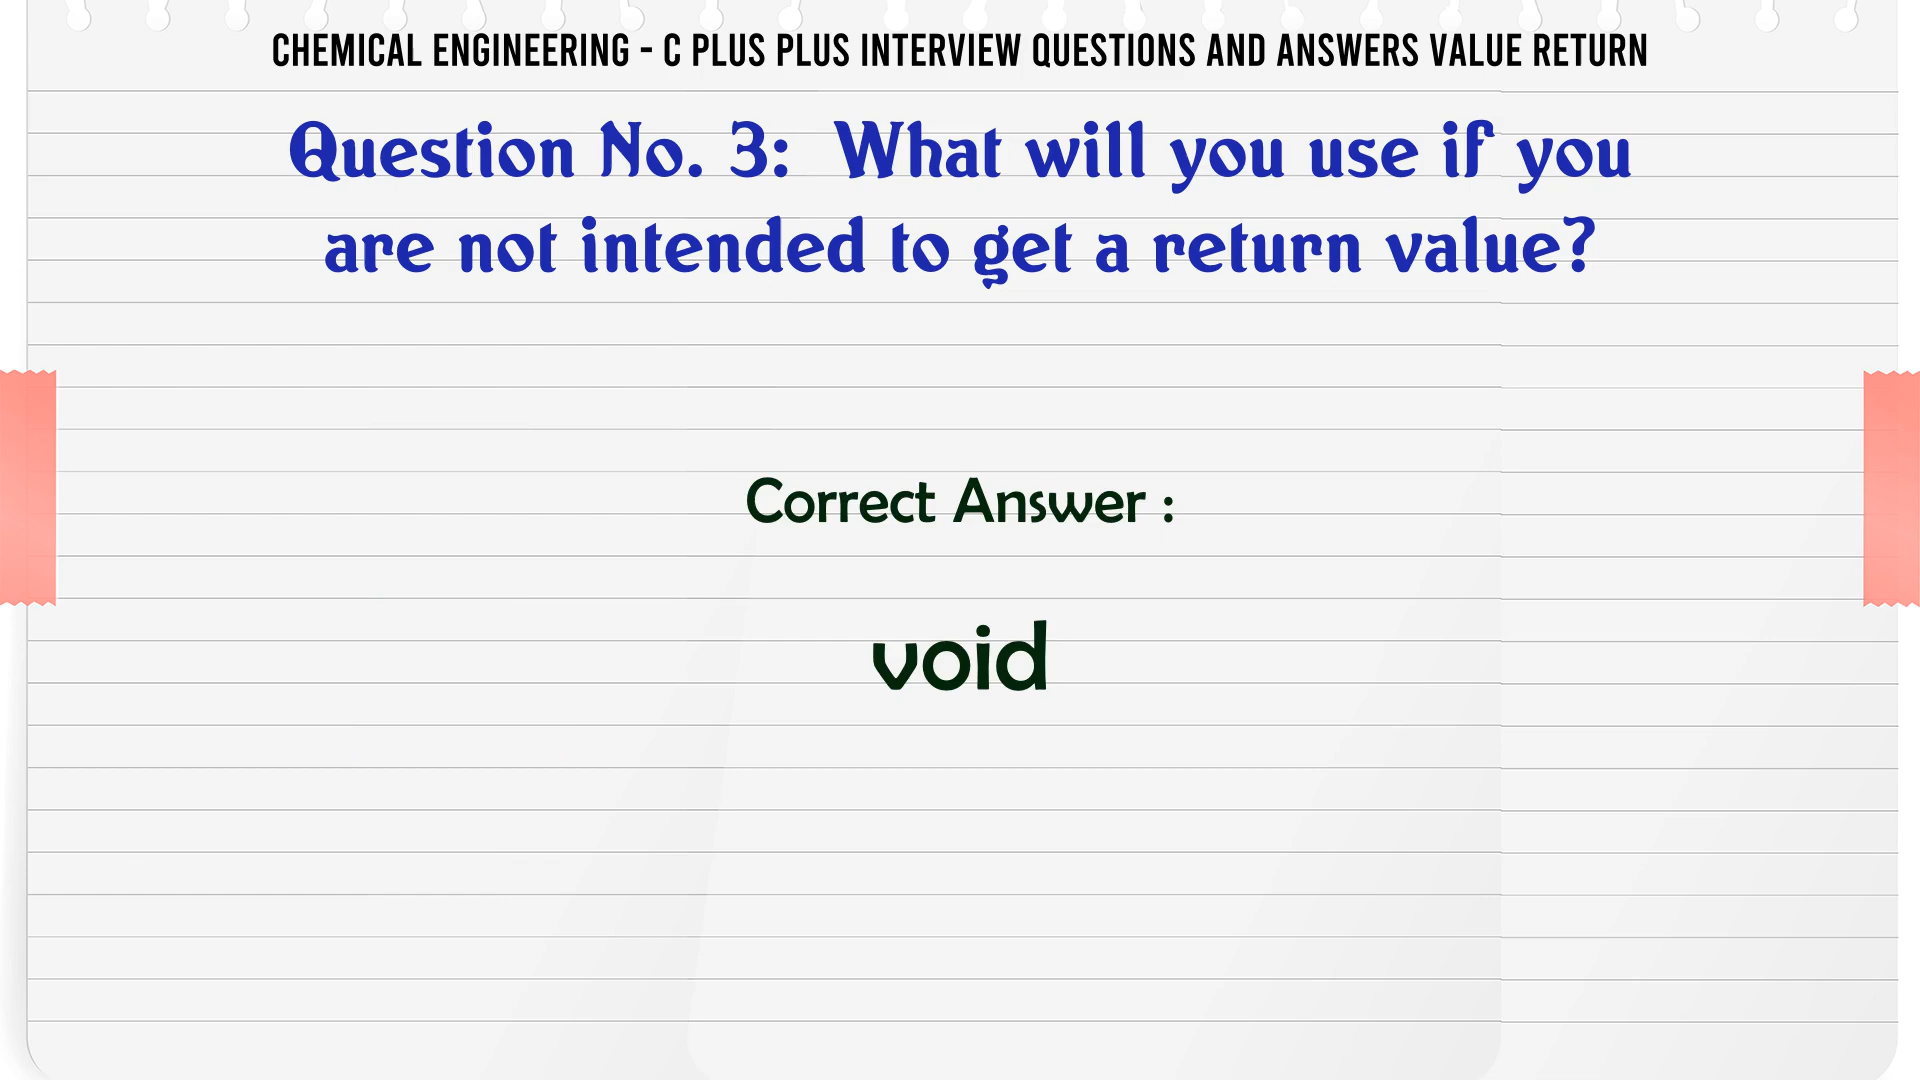 CHEMICAL ENGINEERING - C PLUS PLUS INTERVIEW QUESTIONS AND ANSWERS VALUE RETURN
Question No. 3: What will you use if you
are not intended to get a return value?
Correct Answer :
void